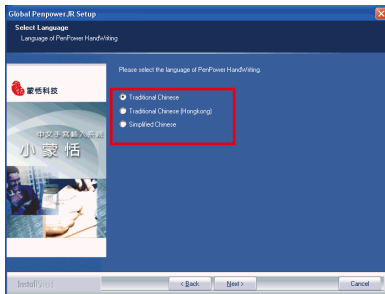 Global Penpower JR Setup
Select Language
Language of PenPower HandWriting
Please select the language of PenPower HandWriting.
蒙恬科技
Traditional Chinese
Traditional Chinese (Hongkong)
Simplified Chinese
中文手寫輸入系統
小蒙恬
< Back
Next >
Cancel